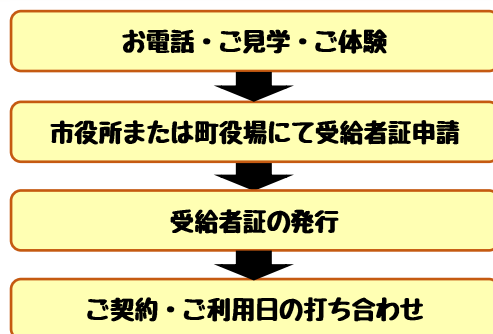 お電話・ご見学・ご体験
市役所または町役場にて受給者証申請
受給者証の発行
ご契約・ご利用日の打ち合わせ